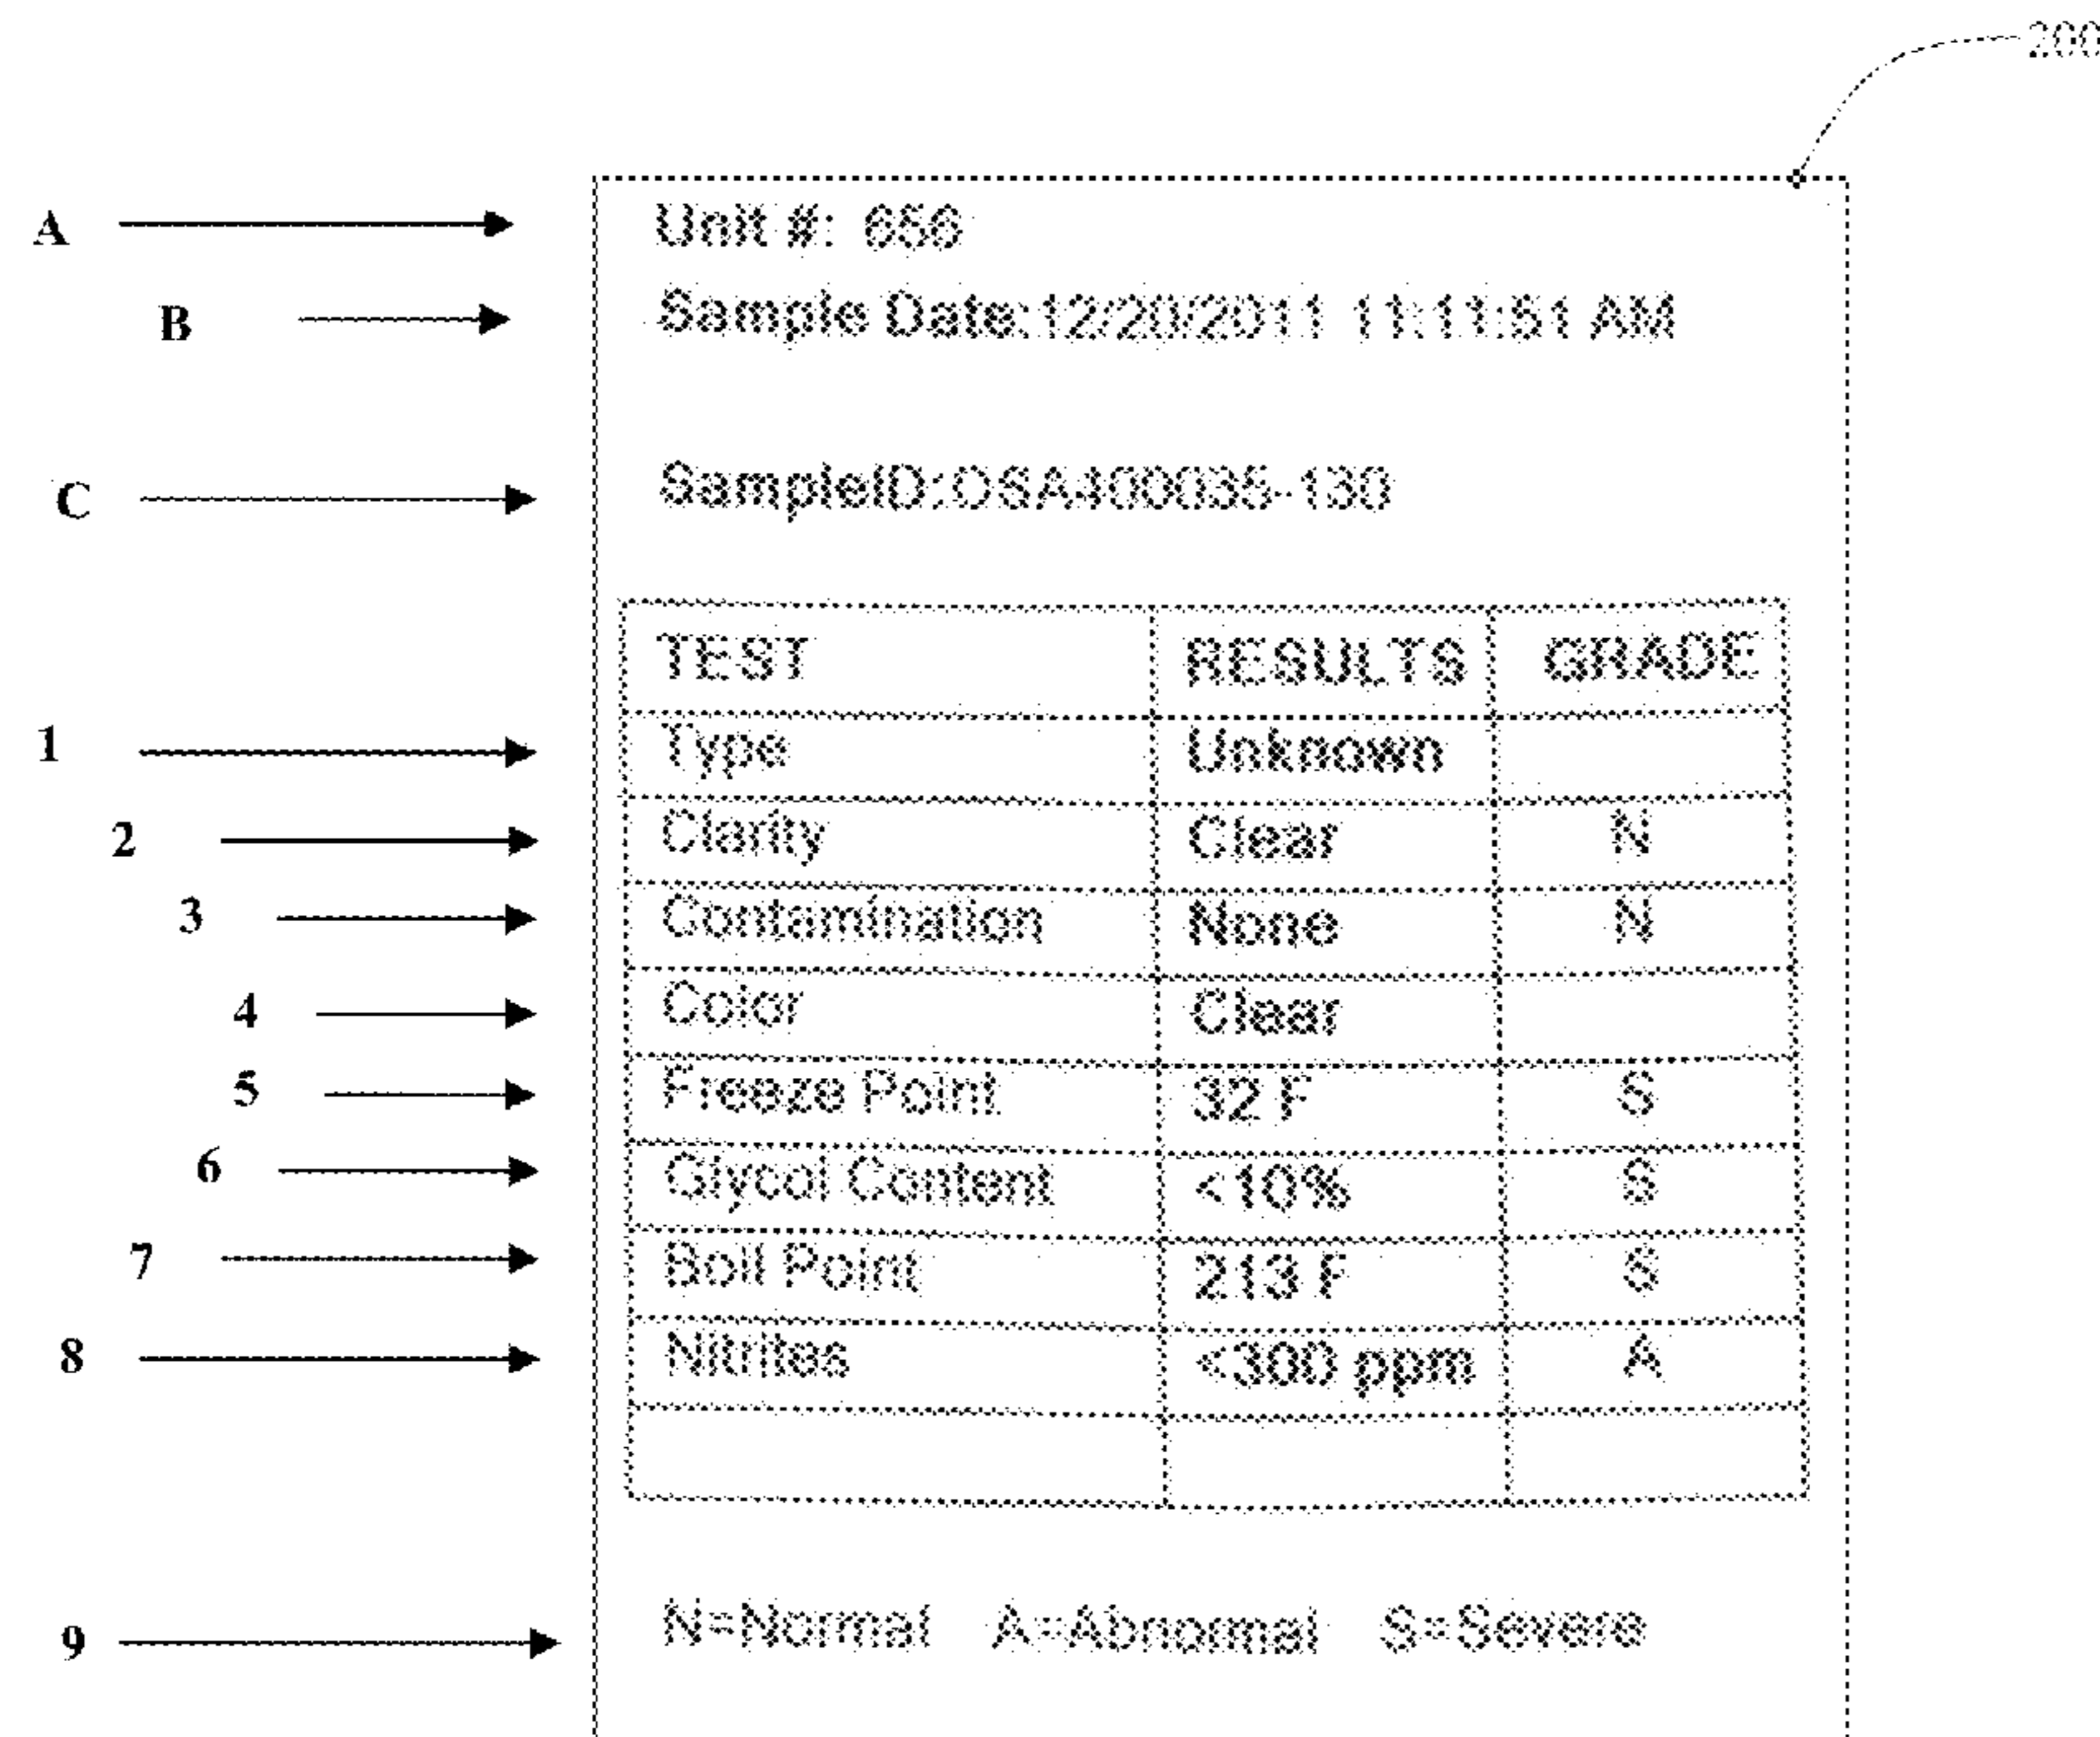 200
A Unit #: 656
B Sample Date:12/20/2011 11:11:51 AM
C SampleID:OSA400035-130
TEST RESULTS GRADE
1 Type Unknown
2 Clarity Clear N
3 Contamination None N
4 Color Clear
5 Freeze Point 32 F S
6 Glycol Content <10% S
7 Boil Point 213 F S
8 Nitrites <300 ppm A
9 N=Normal A=Abnormal S=Severe